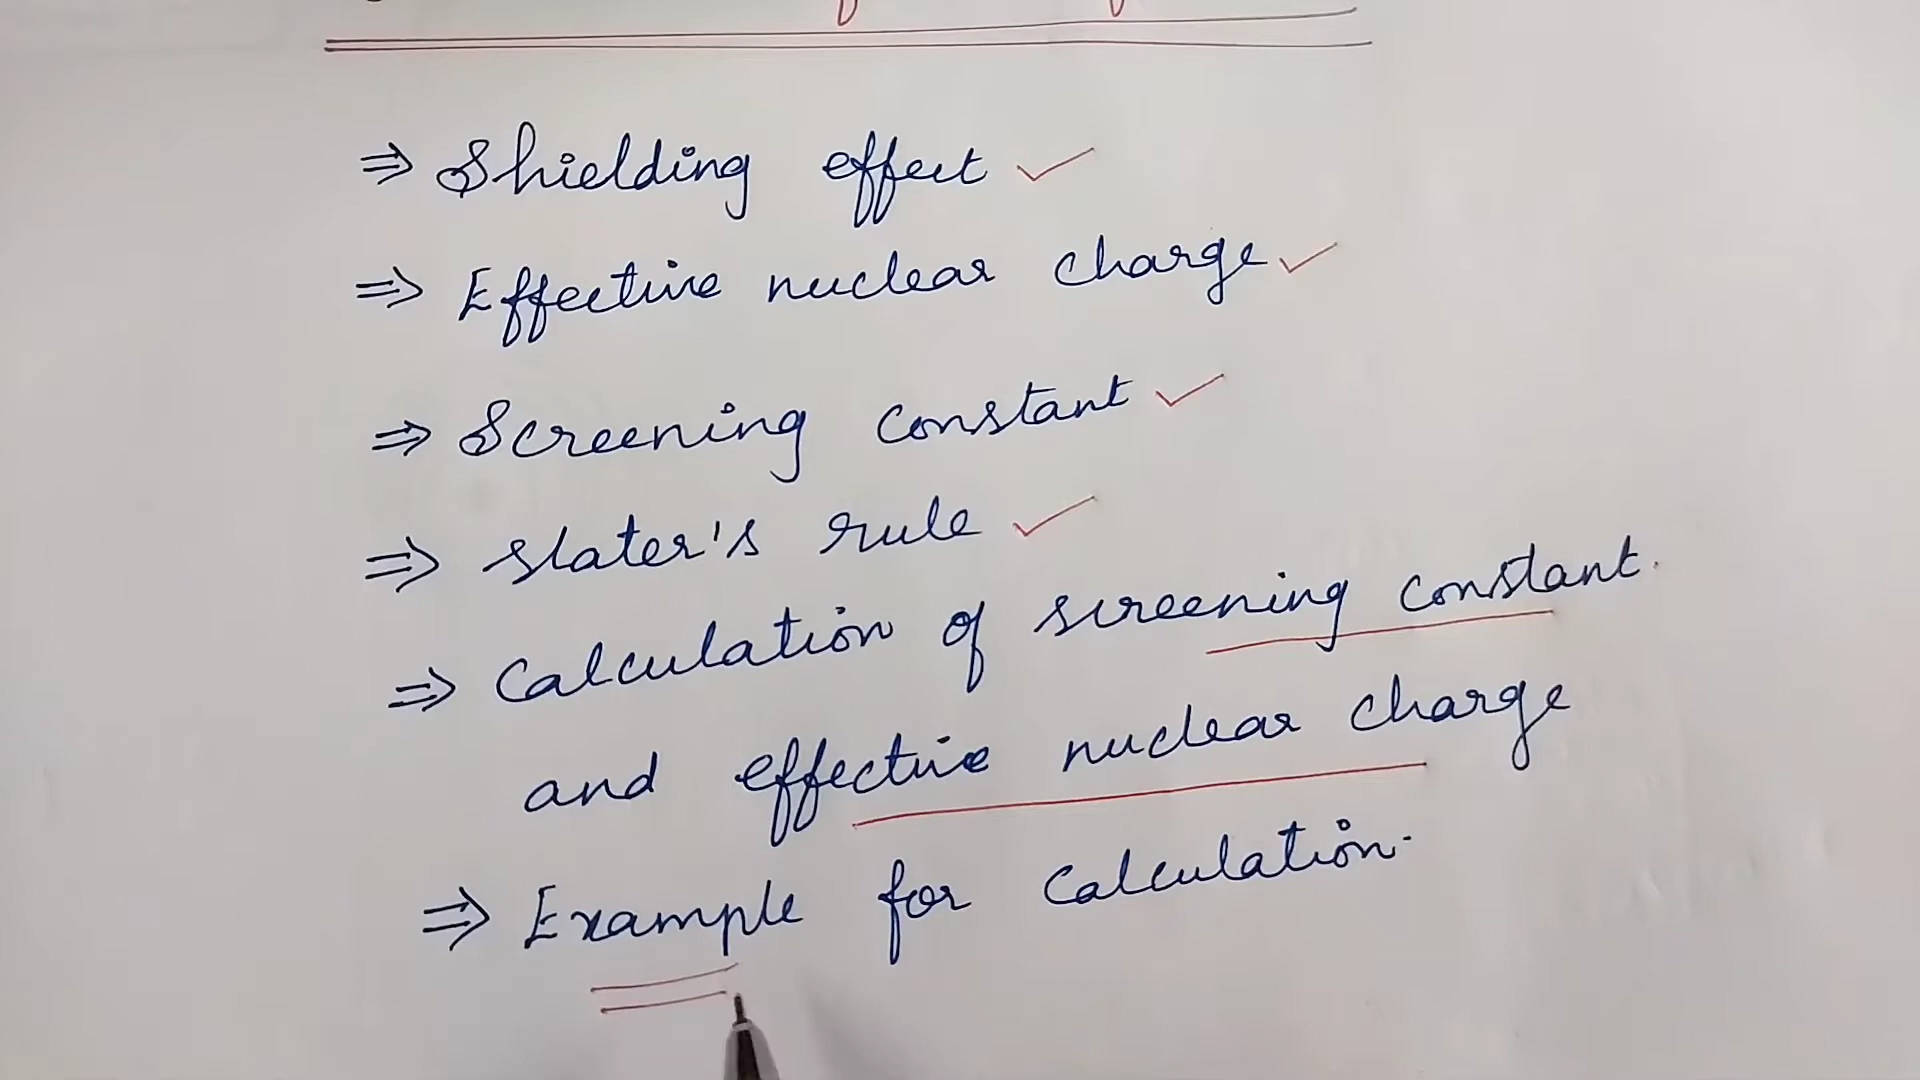 ⇒ Shielding effect ✓
⇒ Effective nuclear charge ✓
⇒ Screening constant ✓
⇒ Slater's rule ✓
⇒ Calculation of screening constant.
and effective nuclear charge
⇒ Example for calculation.